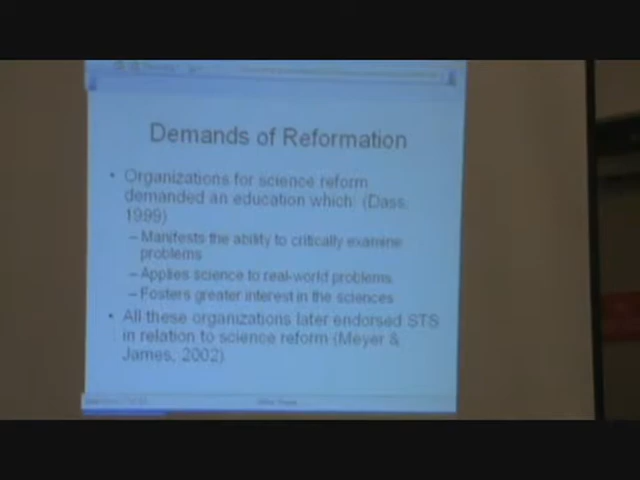 Demands of Reformation
• Organizations for science reform
demanded an education which: (Dass,
1999)
– Manifests the ability to critically examine
problems
– Applies science to real-world problems
– Fosters greater interest in the sciences
• All these organizations later endorsed STS
in relation to science reform (Meyer &
James, 2002)